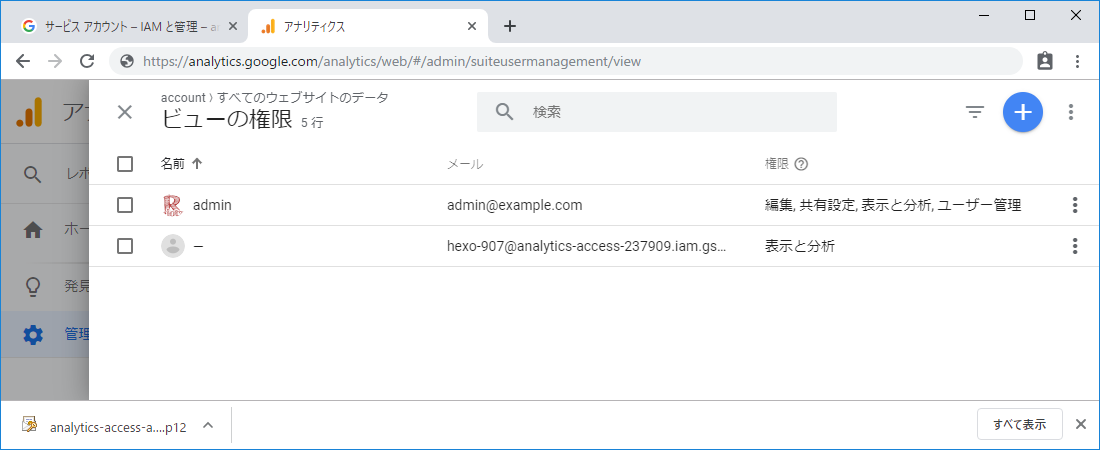 サービス アカウント – IAM と管理 – a
アナリティクス
https://analytics.google.com/analytics/web/#/admin/suiteusermanagement/view
account 〉すべてのウェブサイトのデータ
ビューの権限 5 行
検索
名前 メール 権限
admin admin@example.com 編集, 共有設定, 表示と分析, ユーザー管理
– hexo-907@analytics-access-237909.iam.gs... 表示と分析
アナ
レポ
ホー
発見
管理
analytics-access-a....p12
すべて表示